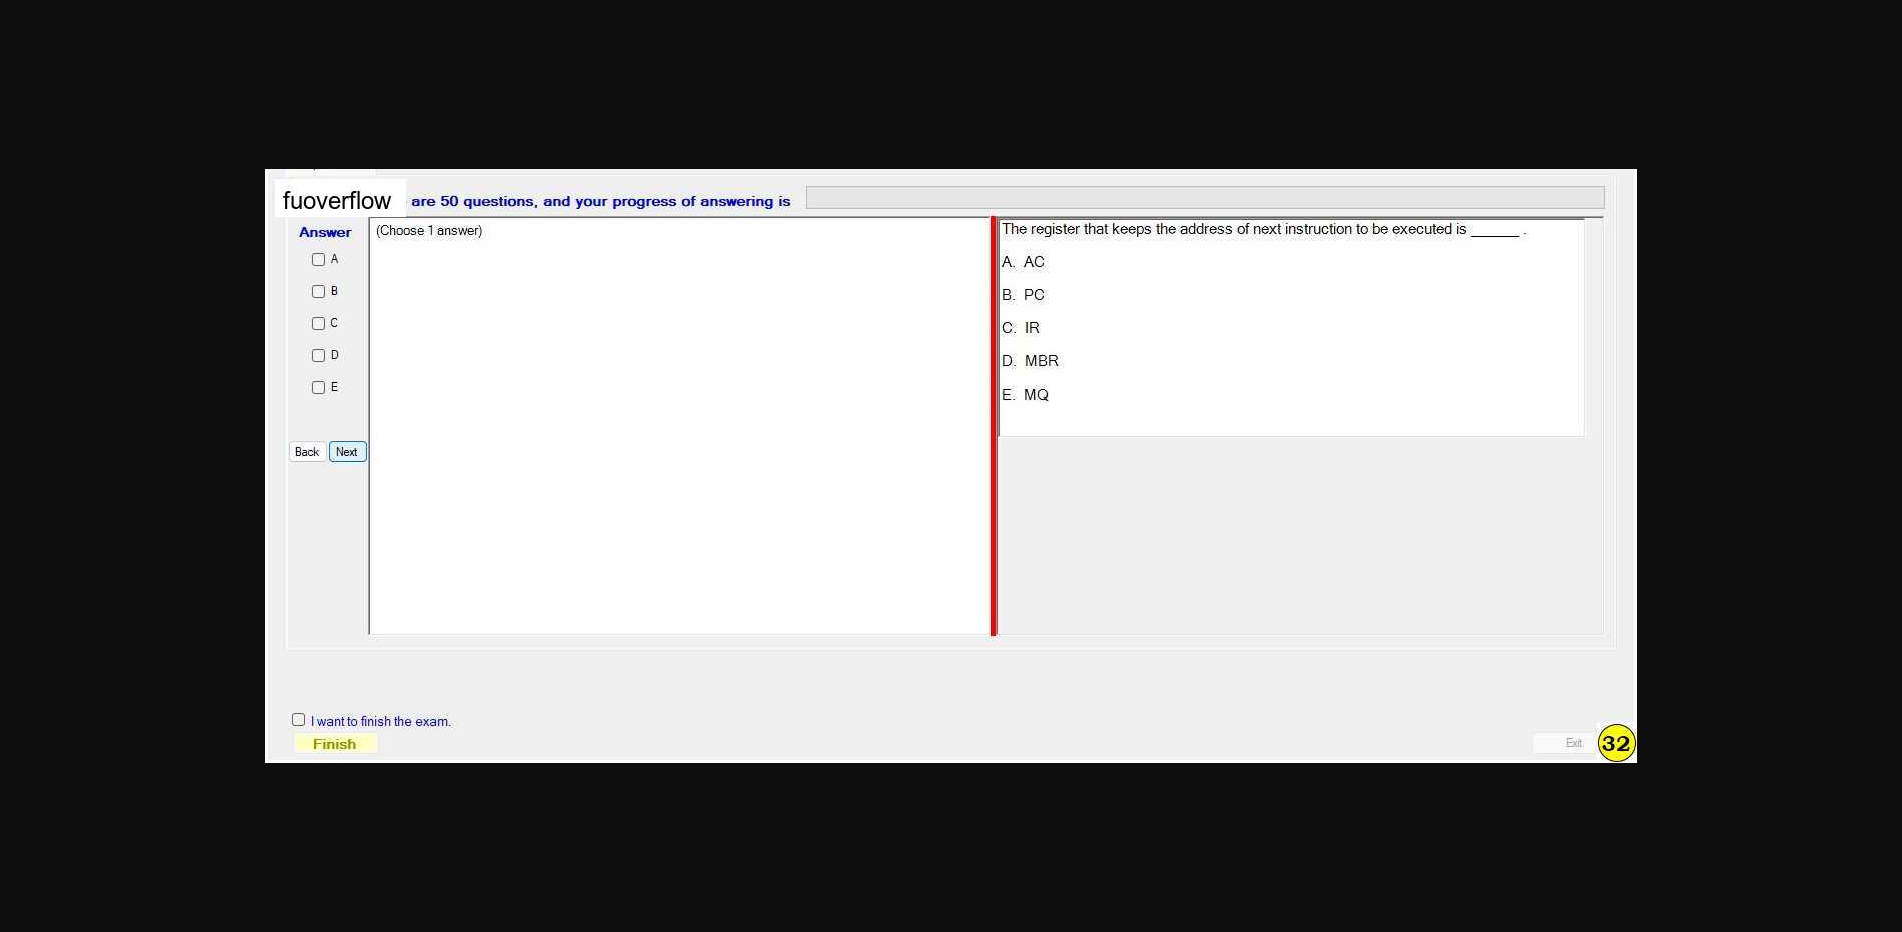 fuoverflow are 50 questions, and your progress of answering is
Answer
A
B
C
D
E
Back Next
(Choose 1 answer)
The register that keeps the address of next instruction to be executed is ______ .
A. AC
B. PC
C. IR
D. MBR
E. MQ
I want to finish the exam.
Finish
Exit 32